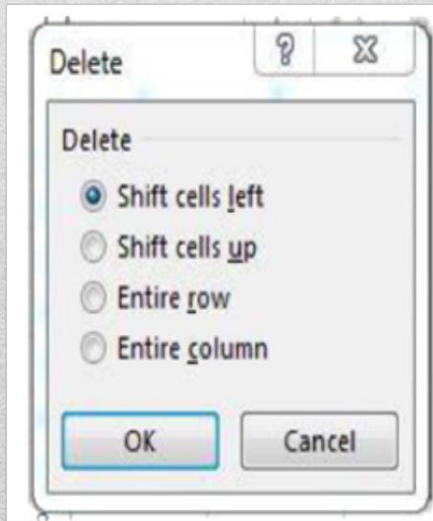 Delete
?
Delete
Shift cells left
Shift cells up
Entire row
Entire column
OK
Cancel